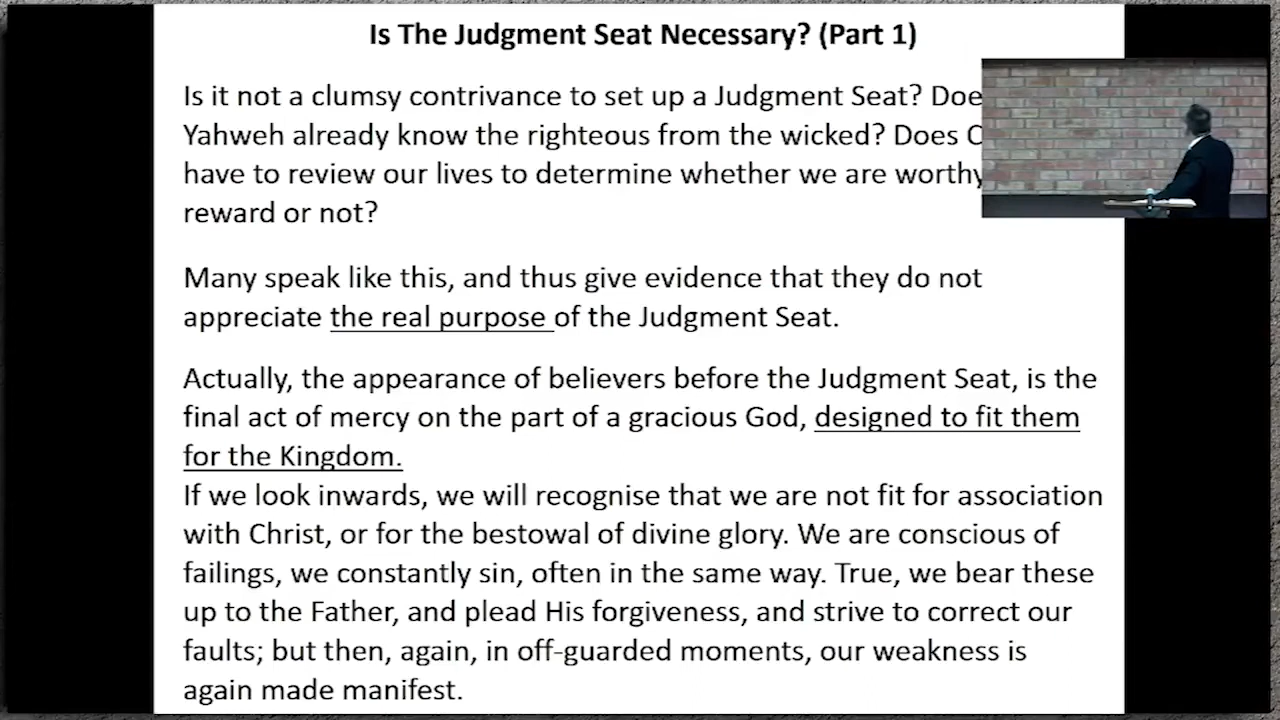 Is The Judgment Seat Necessary? (Part 1)
Is it not a clumsy contrivance to set up a Judgment Seat?
Yahweh already know the righteous from the wicked? Does
have to review our lives to determine whether we are worthy
reward or not?
Many speak like this, and thus give evidence that they do not
appreciate the real purpose of the Judgment Seat.
Actually, the appearance of believers before the Judgment Seat, is the
final act of mercy on the part of a gracious God, designed to fit them
for the Kingdom.
If we look inwards, we will recognise that we are not fit for association
with Christ, or for the bestowal of divine glory. We are conscious of
failings, we constantly sin, often in the same way. True, we bear these
up to the Father, and plead His forgiveness, and strive to correct our
faults; but then, again, in off-guarded moments, our weakness is
again made manifest.